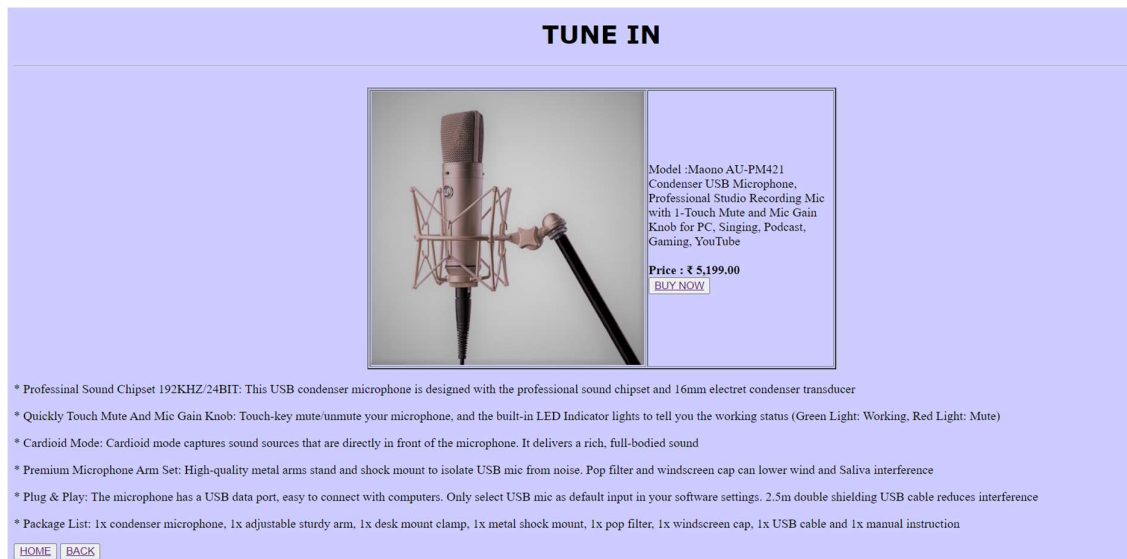 TUNE IN
Model :Maono AU-PM421
Condenser USB Microphone,
Professional Studio Recording Mic
with 1-Touch Mute and Mic Gain
Knob for PC, Singing, Podcast,
Gaming, YouTube
Price : ₹ 5,199.00
BUY NOW
* Professinal Sound Chipset 192KHZ/24BIT: This USB condenser microphone is designed with the professional sound chipset and 16mm electret condenser transducer
* Quickly Touch Mute And Mic Gain Knob: Touch-key mute/unmute your microphone, and the built-in LED Indicator lights to tell you the working status (Green Light: Working, Red Light: Mute)
* Cardioid Mode: Cardioid mode captures sound sources that are directly in front of the microphone. It delivers a rich, full-bodied sound
* Premium Microphone Arm Set: High-quality metal arms stand and shock mount to isolate USB mic from noise. Pop filter and windscreen cap can lower wind and Saliva interference
* Plug & Play: The microphone has a USB data port, easy to connect with computers. Only select USB mic as default input in your software settings. 2.5m double shielding USB cable reduces interference
* Package List: 1x condenser microphone, 1x adjustable sturdy arm, 1x desk mount clamp, 1x metal shock mount, 1x pop filter, 1x windscreen cap, 1x USB cable and 1x manual instruction
HOME BACK